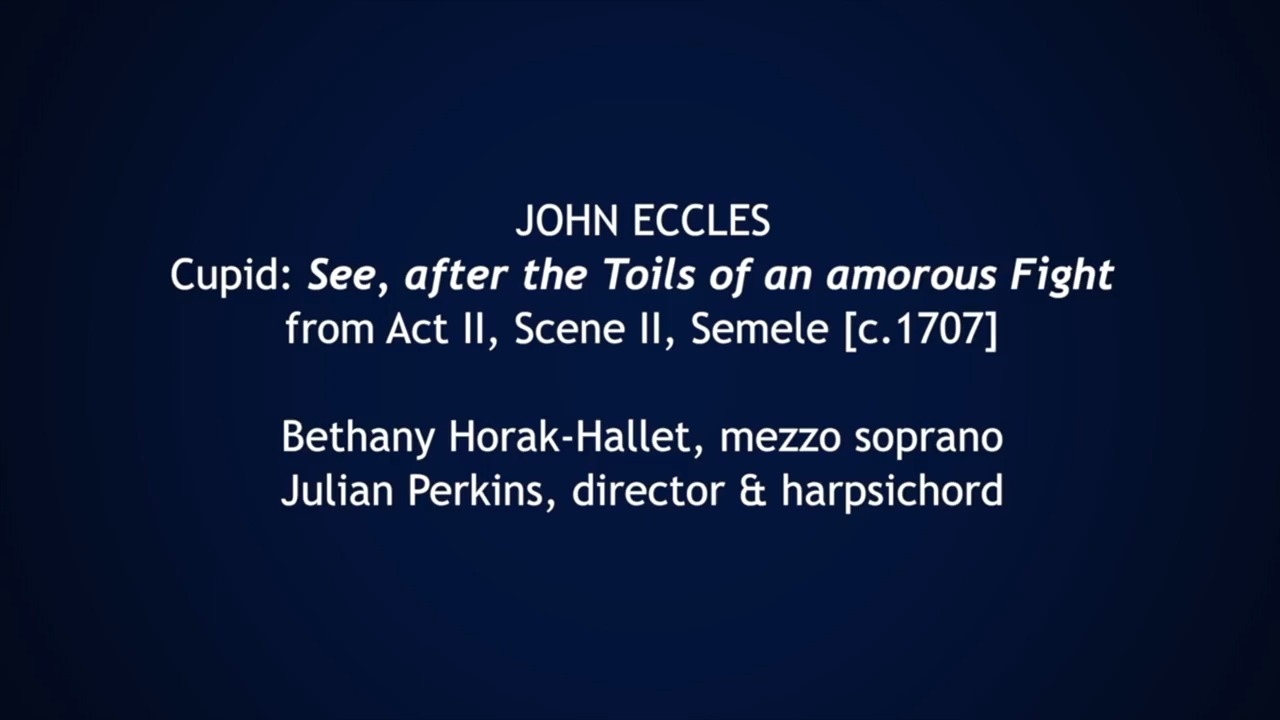 JOHN ECCLES
Cupid: See, after the Toils of an amorous Fight
from Act II, Scene II, Semele [c.1707]
Bethany Horak-Hallet, mezzo soprano
Julian Perkins, director & harpsichord